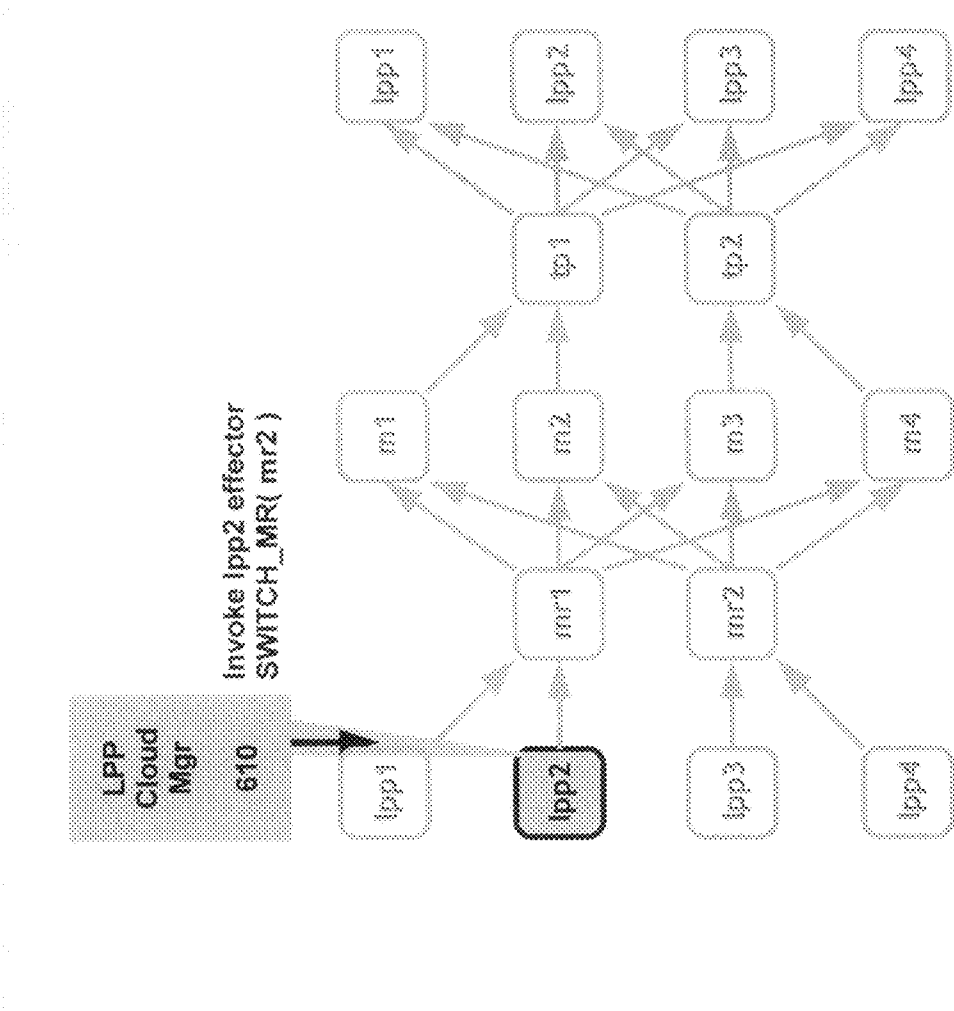 LPP
Cloud
Mgr
610
Invoke lpp2 effector
SWITCH_MR( mr2 )
lpp1
lpp2
lpp3
lpp4
mr1
mr2
m1
m2
m3
m4
tp1
tp2
lpp1
lpp2
lpp3
lpp4